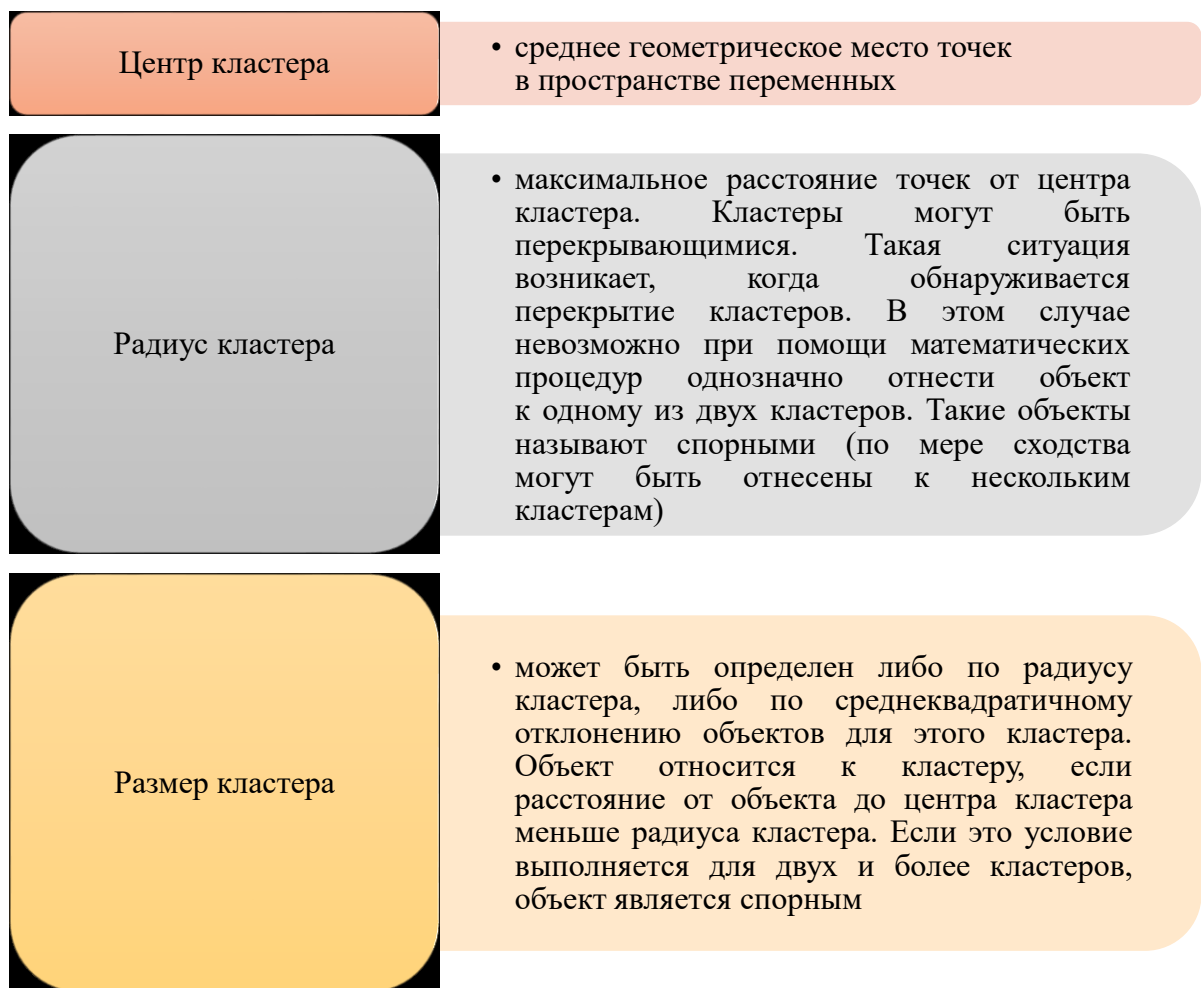 Центр кластера
• среднее геометрическое место точек
в пространстве переменных
Радиус кластера
• максимальное расстояние точек от центра
кластера. Кластеры могут быть
перекрывающимися. Такая ситуация
возникает, когда обнаруживается
перекрытие кластеров. В этом случае
невозможно при помощи математических
процедур однозначно отнести объект
к одному из двух кластеров. Такие объекты
называют спорными (по мере сходства
могут быть отнесены к нескольким
кластерам)
Размер кластера
• может быть определен либо по радиусу
кластера, либо по среднеквадратичному
отклонению объектов для этого кластера.
Объект относится к кластеру, если
расстояние от объекта до центра кластера
меньше радиуса кластера. Если это условие
выполняется для двух и более кластеров,
объект является спорным